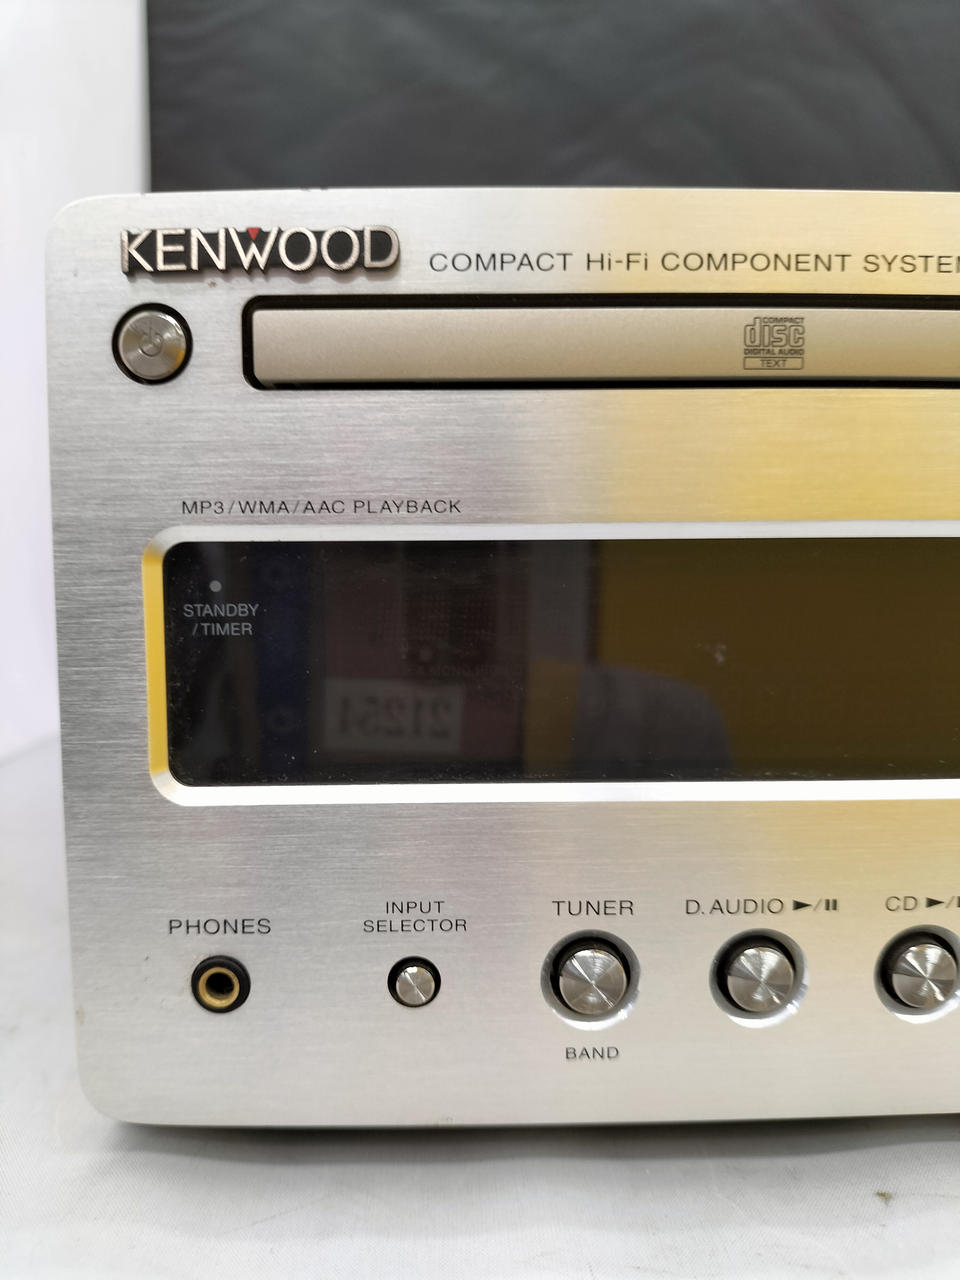 KENWOOD
COMPACT Hi-Fi COMPONENT SYSTEM
COMPACT
disc
DIGITAL AUDIO
TEXT
MP3/WMA/AAC PLAYBACK
STANDBY
/TIMER
21251
PHONES
INPUT
SELECTOR
TUNER
D.AUDIO ►/II
CD ►/
BAND